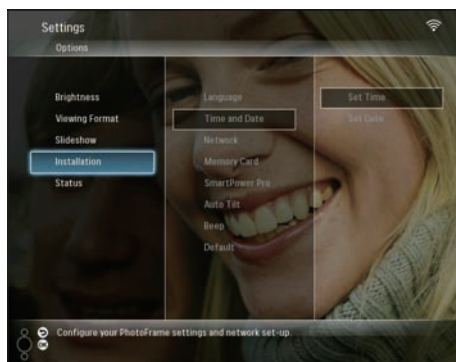 Settings
Options
Brightness
Viewing Format
Slideshow
Installation
Status
Language
Time and Date
Network
Memory Card
SmartPower Pro
Auto Tilt
Beep
Default
Set Time
Set Date
Configure your PhotoFrame settings and network set-up.
OK